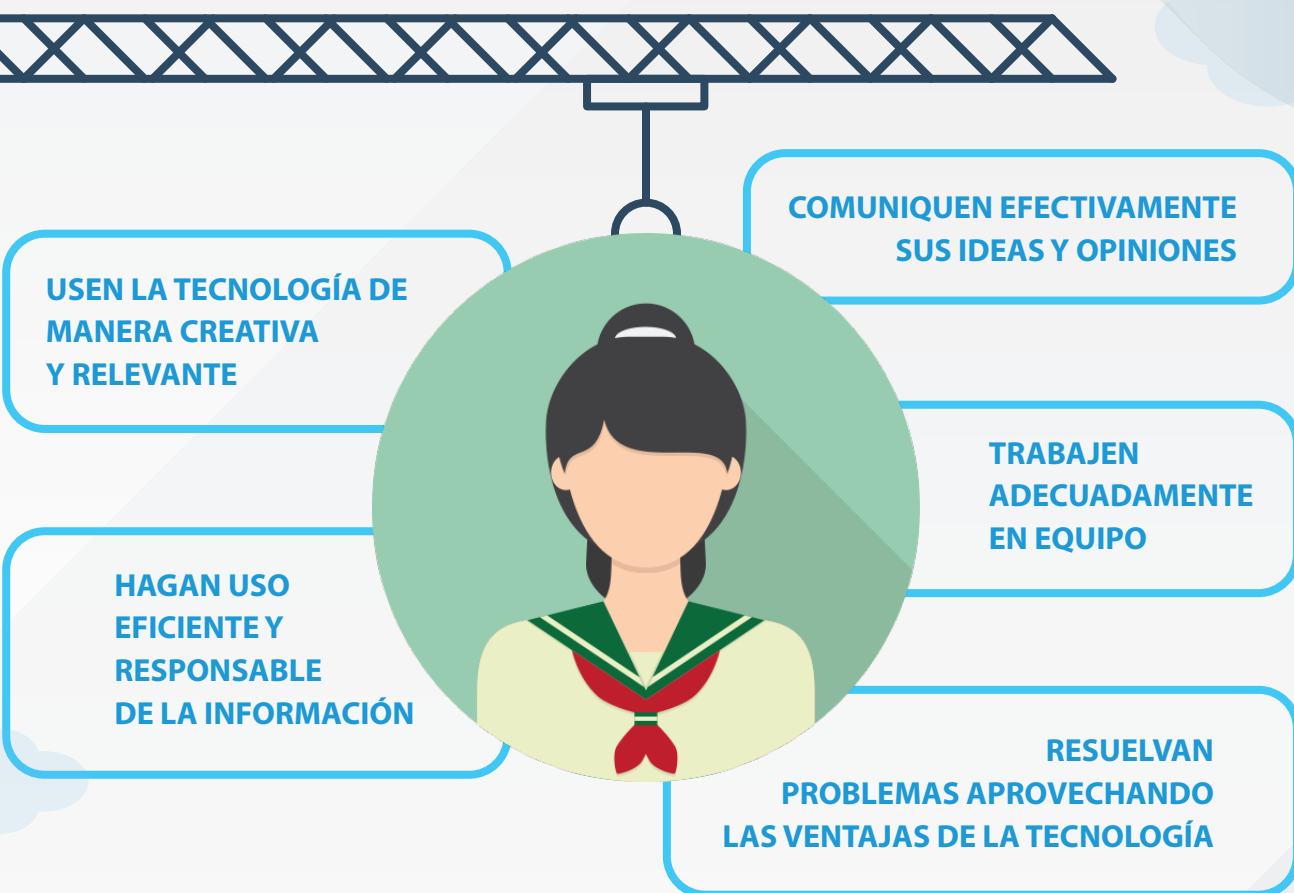 COMUNIQUEN EFECTIVAMENTE
SUS IDEAS Y OPINIONES
USEN LA TECNOLOGÍA DE
MANERA CREATIVA
Y RELEVANTE
TRABAJEN
ADECUADAMENTE
EN EQUIPO
HAGAN USO
EFICIENTE Y
RESPONSABLE
DE LA INFORMACIÓN
RESUELVAN
PROBLEMAS APROVECHANDO
LAS VENTAJAS DE LA TECNOLOGÍA